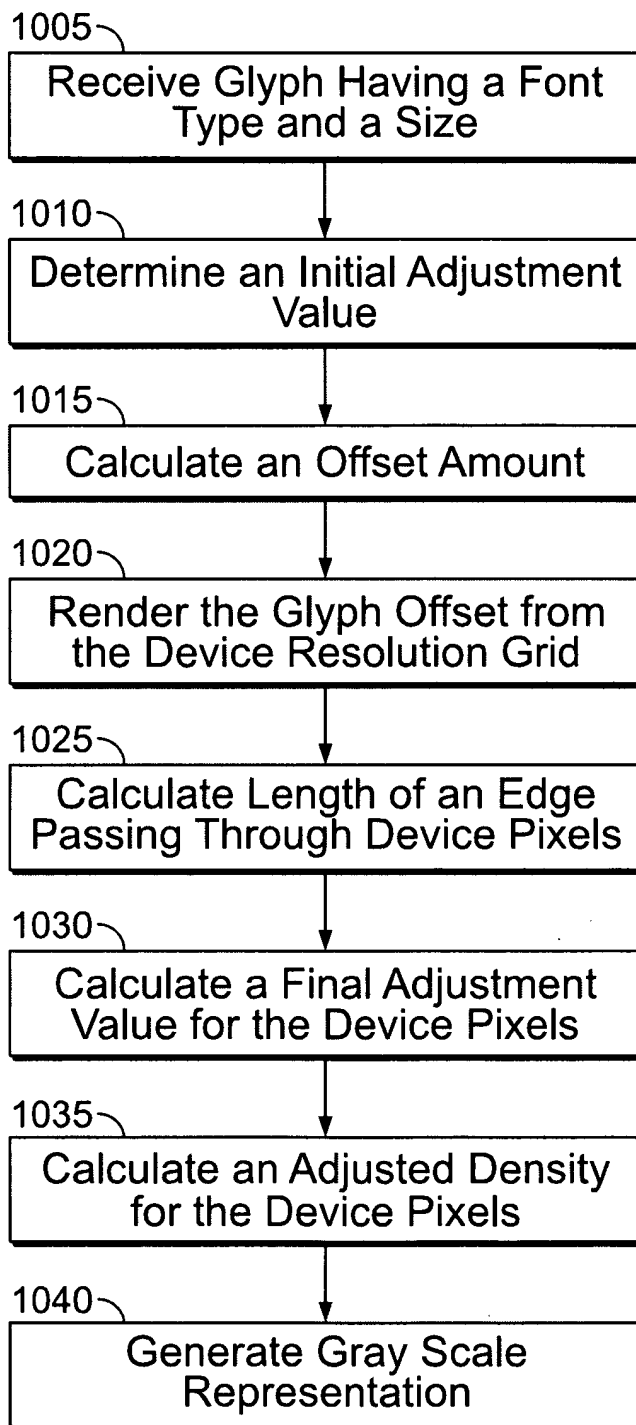 1005
Receive Glyph Having a Font
Type and a Size
1010
Determine an Initial Adjustment
Value
1015
Calculate an Offset Amount
1020
Render the Glyph Offset from
the Device Resolution Grid
1025
Calculate Length of an Edge
Passing Through Device Pixels
1030
Calculate a Final Adjustment
Value for the Device Pixels
1035
Calculate an Adjusted Density
for the Device Pixels
1040
Generate Gray Scale
Representation